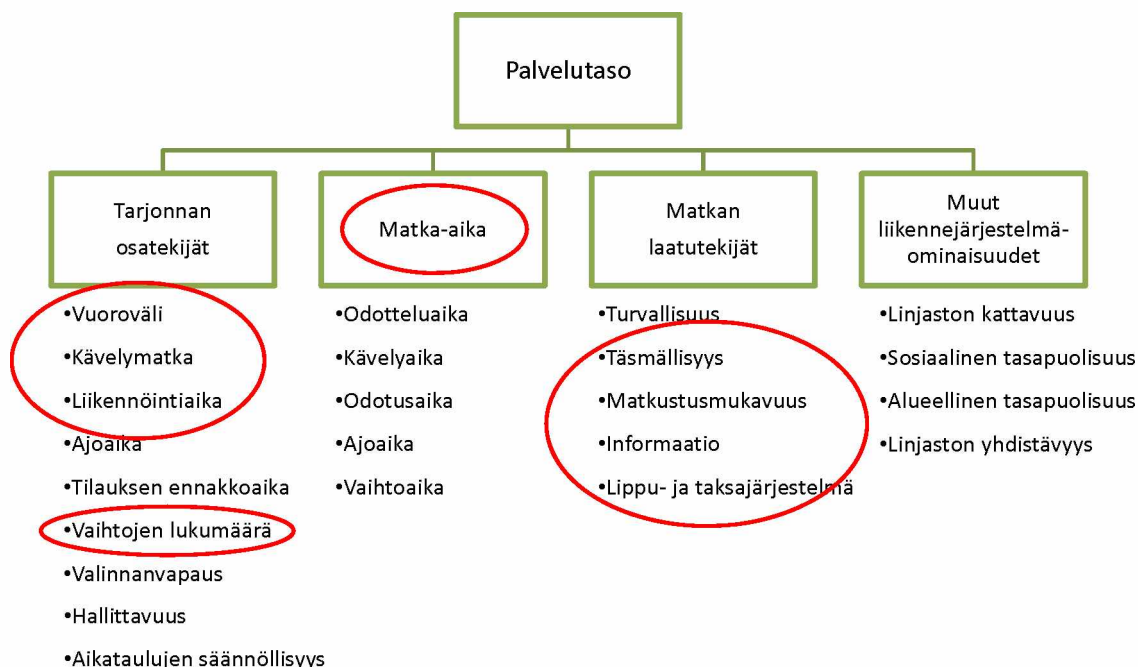 Palvelutaso
Tarjonnan
osatekijät
•Vuoroväli
•Kävelymatka
•Liikennöintiaika
•Ajoaika
•Tilauksen ennakkoaika
•Vaihtojen lukumäärä
•Valinnanvapaus
•Hallittavuus
•Aikataulujen säännöllisyys
Matka-aika
•Odotteluaika
•Kävelyaika
•Odotusaika
•Ajoaika
•Vaihtoaika
Matkan
laatutekijät
•Turvallisuus
•Täsmällisyys
•Matkustusmukavuus
•Informaatio
•Lippu- ja taksajärjestelmä
Muut
liikennejärjestelmä-
ominaisuudet
•Linjaston kattavuus
•Sosiaalinen tasapuolisuus
•Alueellinen tasapuolisuus
•Linjaston yhdistävyys